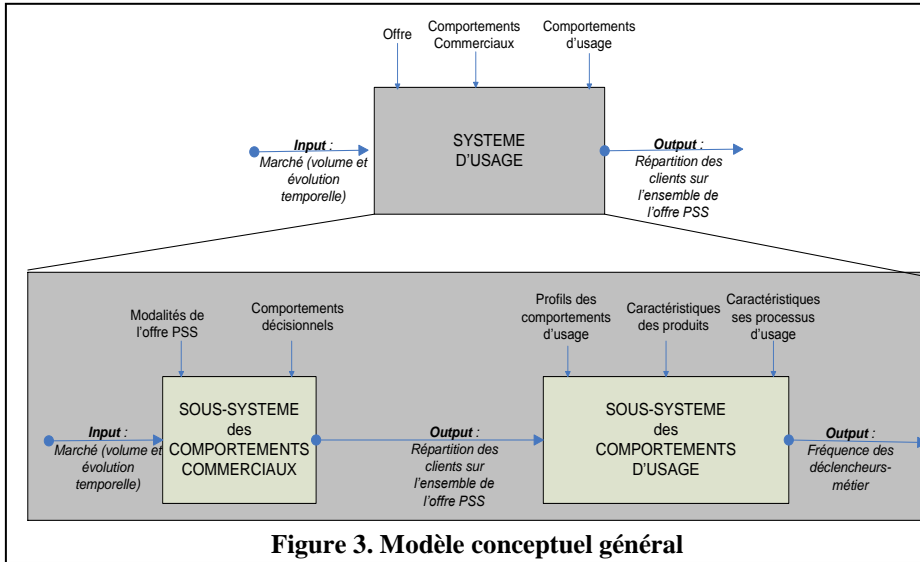 Offre
Comportements
Commerciaux
Comportements
d'usage
SYSTEME
D'USAGE
Input :
Marché (volume et
évolution
temporelle)
Output :
Répartition des
clients sur
l'ensemble de
l'offre PSS
Modalités de
l'offre PSS
Comportements
décisionnels
Profils des
comportements
d'usage
Caractéristiques
des produits
Caractéristiques
ses processus
d'usage
Input :
Marché (volume et
évolution
temporelle)
SOUS-SYSTEME
des
COMPORTEMENTS
COMMERCIAUX
Output :
Répartition des
clients sur
l'ensemble de
l'offre PSS
SOUS-SYSTEME
des
COMPORTEMENTS
D'USAGE
Output :
Fréquence des
déclencheurs-
métier
Figure 3. Modèle conceptuel général